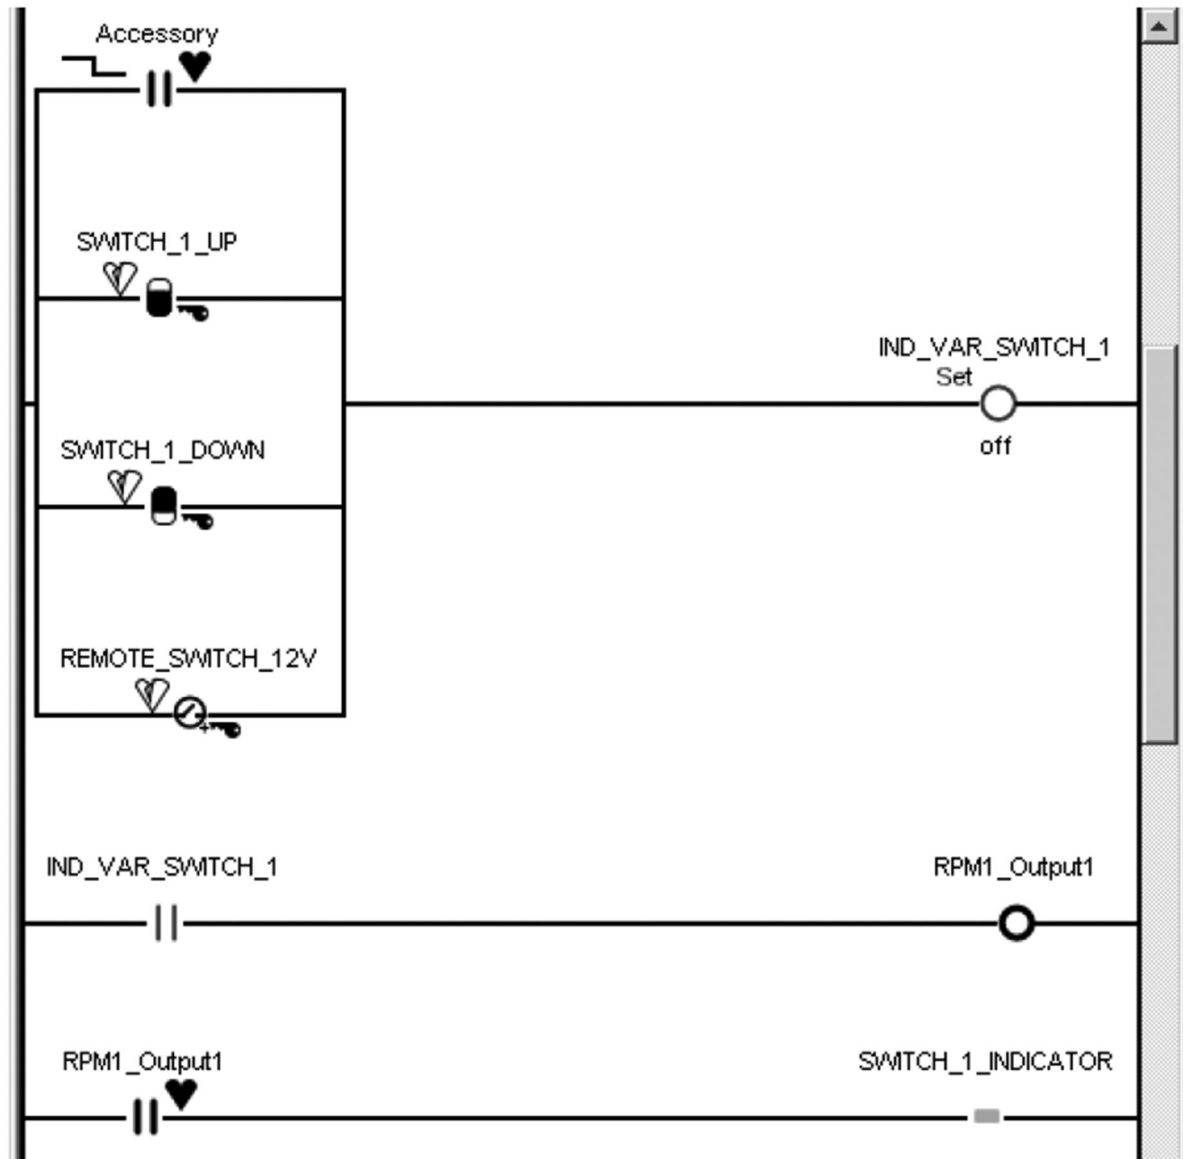 Accessory
SWITCH_1_UP
IND_VAR_SWITCH_1
Set
off
SWITCH_1_DOWN
REMOTE_SWITCH_12V
IND_VAR_SWITCH_1
RPM1_Output1
RPM1_Output1
SWITCH_1_INDICATOR